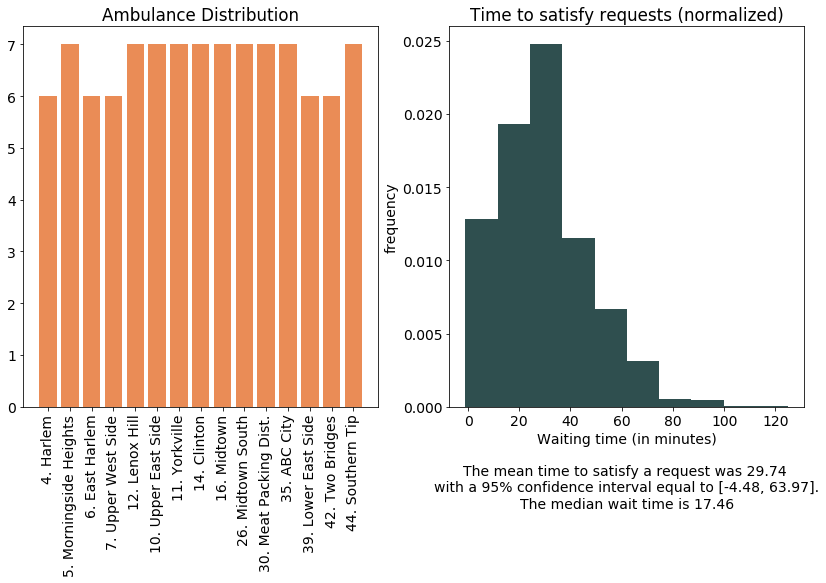 Ambulance Distribution
7
6
5
4
3
2
1
0
4. Harlem
5. Morningside Heights
6. East Harlem
7. Upper West Side
12. Lenox Hill
10. Upper East Side
11. Yorkville
14. Clinton
16. Midtown
26. Midtown South
30. Meat Packing Dist.
35. ABC City
39. Lower East Side
42. Two Bridges
44. Southern Tip
Time to satisfy requests (normalized)
frequency
0.025
0.020
0.015
0.010
0.005
0.000
0 20 40 60 80 100 120
Waiting time (in minutes)
The mean time to satisfy a request was 29.74
with a 95% confidence interval equal to [-4.48, 63.97].
The median wait time is 17.46